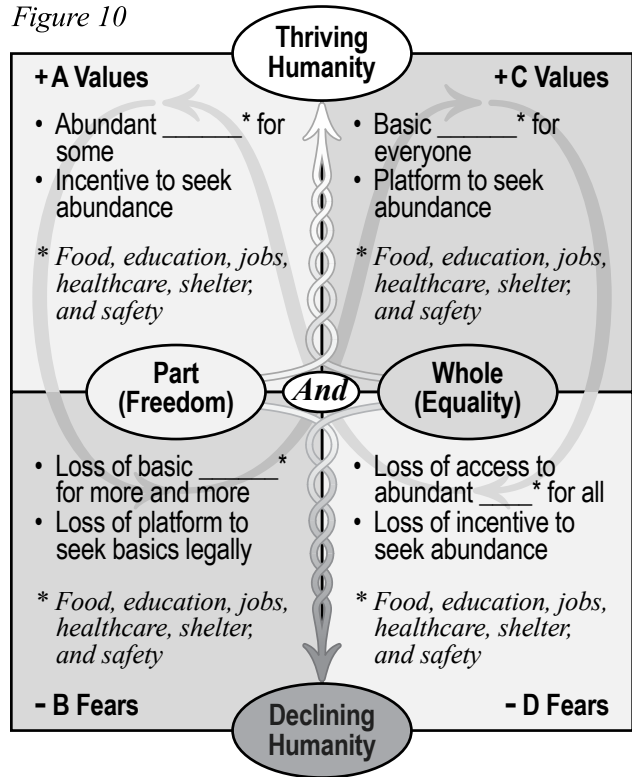 Figure 10
Thriving
Humanity
+A Values
• Abundant ______* for
some
• Incentive to seek
abundance
* Food, education, jobs,
healthcare, shelter,
and safety
+C Values
• Basic ______* for
everyone
• Platform to seek
abundance
* Food, education, jobs,
healthcare, shelter,
and safety
Part
(Freedom)
And
Whole
(Equality)
• Loss of basic ______*
for more and more
• Loss of platform to
seek basics legally
* Food, education, jobs,
healthcare, shelter,
and safety
- B Fears
• Loss of access to
abundant ____* for all
• Loss of incentive to
seek abundance
* Food, education, jobs,
healthcare, shelter,
and safety
- D Fears
Declining
Humanity